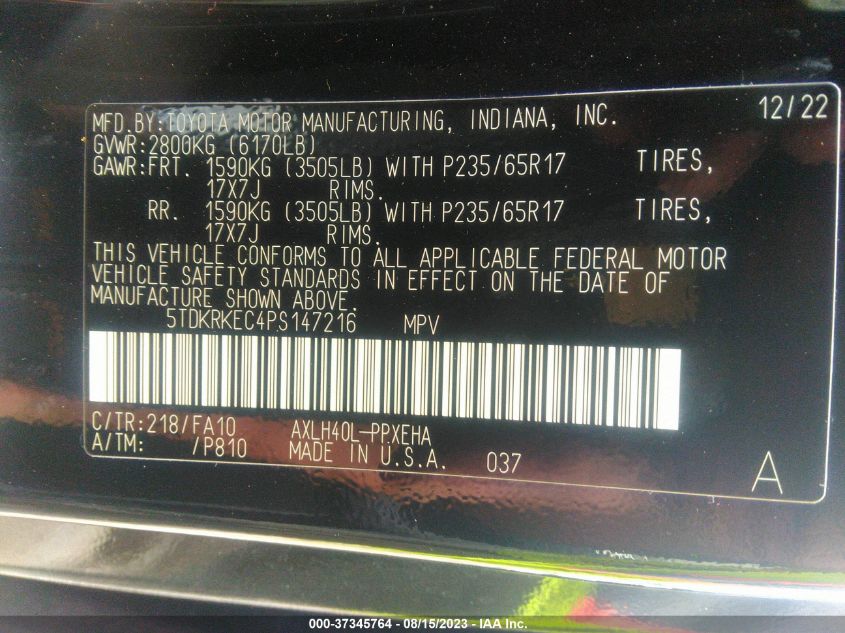 MFD.BY:TOYOTA MOTOR MANUFACTURING, INDIANA, INC. 12/22
GVWR:2800KG (6170LB)
GAWR:FRT. 1590KG (3505LB) WITH P235/65R17 TIRES,
17X7J RIMS.
RR. 1590KG (3505LB) WITH P235/65R17 TIRES,
17X7J RIMS.
THIS VEHICLE CONFORMS TO ALL APPLICABLE FEDERAL MOTOR
VEHICLE SAFETY STANDARDS IN EFFECT ON THE DATE OF
MANUFACTURE SHOWN ABOVE.
5TDKRKEC4PS147216 MPV
C/TR:218/FA10 AXLH40L-PPXEHA
A/TM: /P810 MADE IN U.S.A. 037
A
000-37345764 - 08/15/2023 - IAA Inc.